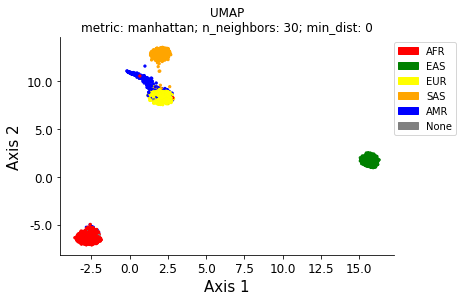 UMAP
metric: manhattan; n_neighbors: 30; min_dist: 0
AFR
EAS
EUR
SAS
AMR
None
10.0
5.0
0.0
-5.0
Axis 2
-2.5 0.0 2.5 5.0 7.5 10.0 12.5 15.0
Axis 1